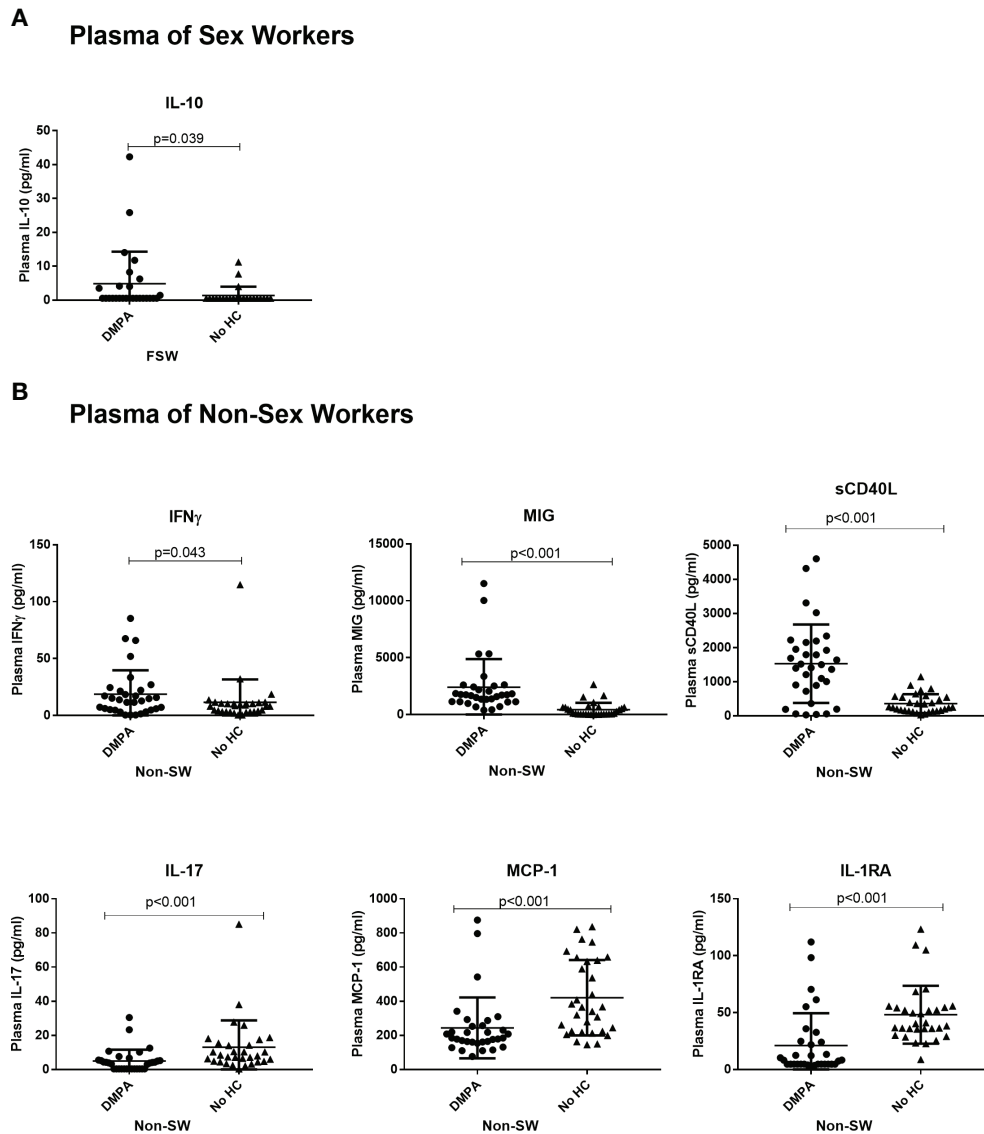 A
Plasma of Sex Workers
IL-10
p=0.039
Plasma IL-10 (pg/ml)
50
40
30
20
10
0
DMPA
No HC
FSW
B
Plasma of Non-Sex Workers
IFNγ
p=0.043
Plasma IFNγ (pg/ml)
150
100
50
0
DMPA
No HC
Non-SW
MIG
p<0.001
Plasma MIG (pg/ml)
15000
10000
5000
0
DMPA
No HC
Non-SW
sCD40L
p<0.001
Plasma sCD40L (pg/ml)
5000
4000
3000
2000
1000
0
DMPA
No HC
Non-SW
IL-17
p<0.001
Plasma IL-17 (pg/ml)
100
80
60
40
20
0
DMPA
No HC
Non-SW
MCP-1
p<0.001
Plasma MCP-1 (pg/ml)
1000
800
600
400
200
0
DMPA
No HC
Non-SW
IL-1RA
p<0.001
Plasma IL-1RA (pg/ml)
150
100
50
0
DMPA
No HC
Non-SW